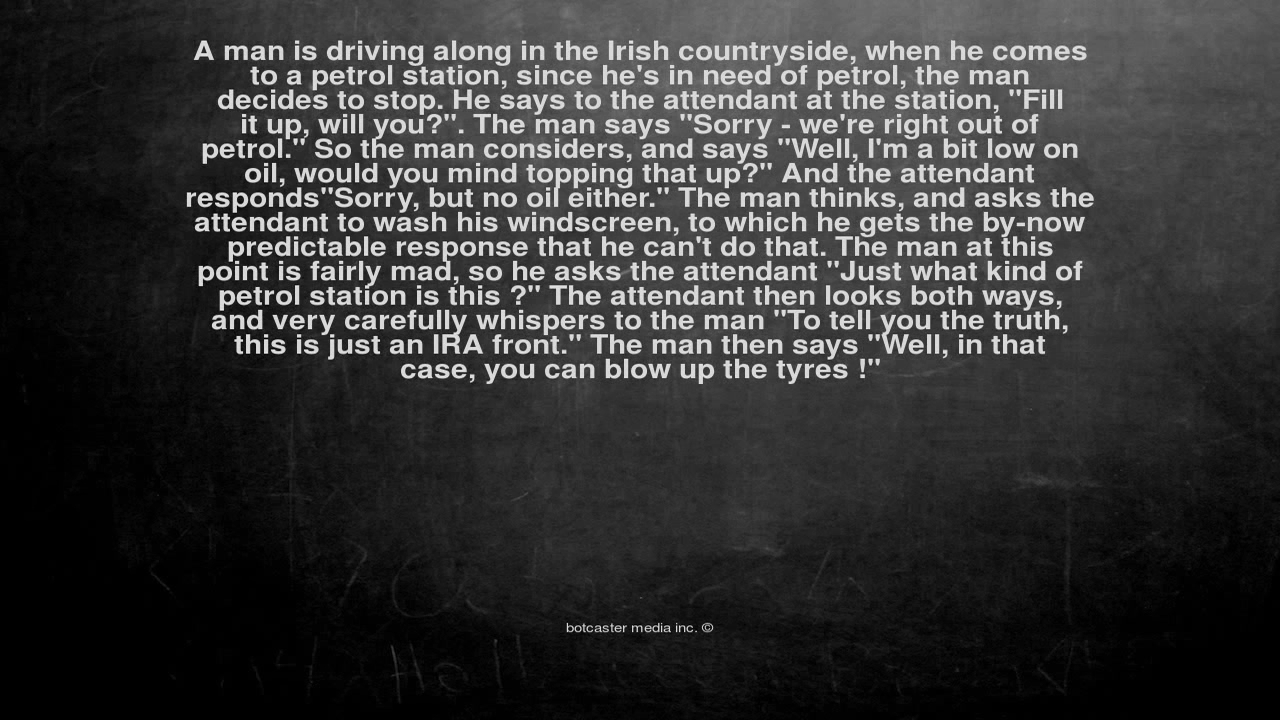 A man is driving along in the Irish countryside, when he comes
to a petrol station, since he's in need of petrol, the man
decides to stop. He says to the attendant at the station, "Fill
it up, will you?". The man says "Sorry - we're right out of
petrol." So the man considers, and says "Well, I'm a bit low on
oil, would you mind topping that up?" And the attendant
responds"Sorry, but no oil either." The man thinks, and asks the
attendant to wash his windscreen, to which he gets the by-now
predictable response that he can't do that. The man at this
point is fairly mad, so he asks the attendant "Just what kind of
petrol station is this ?" The attendant then looks both ways,
and very carefully whispers to the man "To tell you the truth,
this is just an IRA front." The man then says "Well, in that
case, you can blow up the tyres !"
botcaster media inc. ©